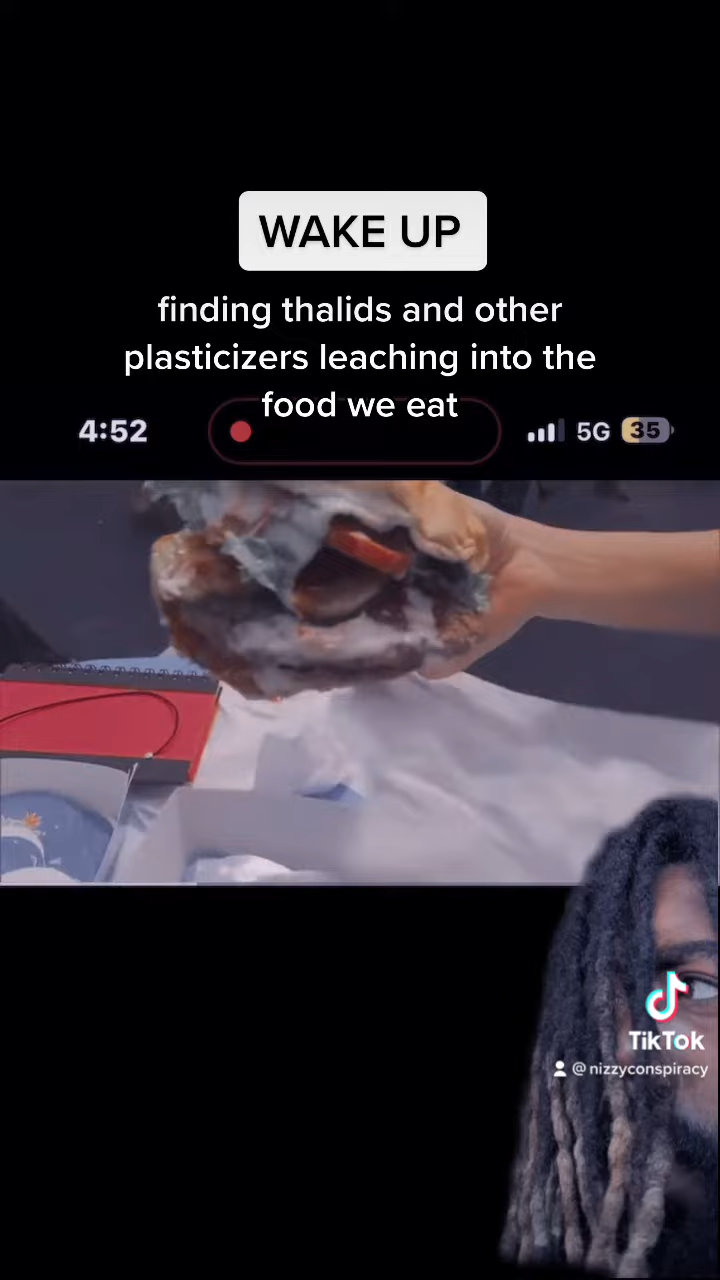 WAKE UP
finding thalids and other
plasticizers leaching into the
food we eat
4:52
5G 35
TikTok
@nizzyconspiracy